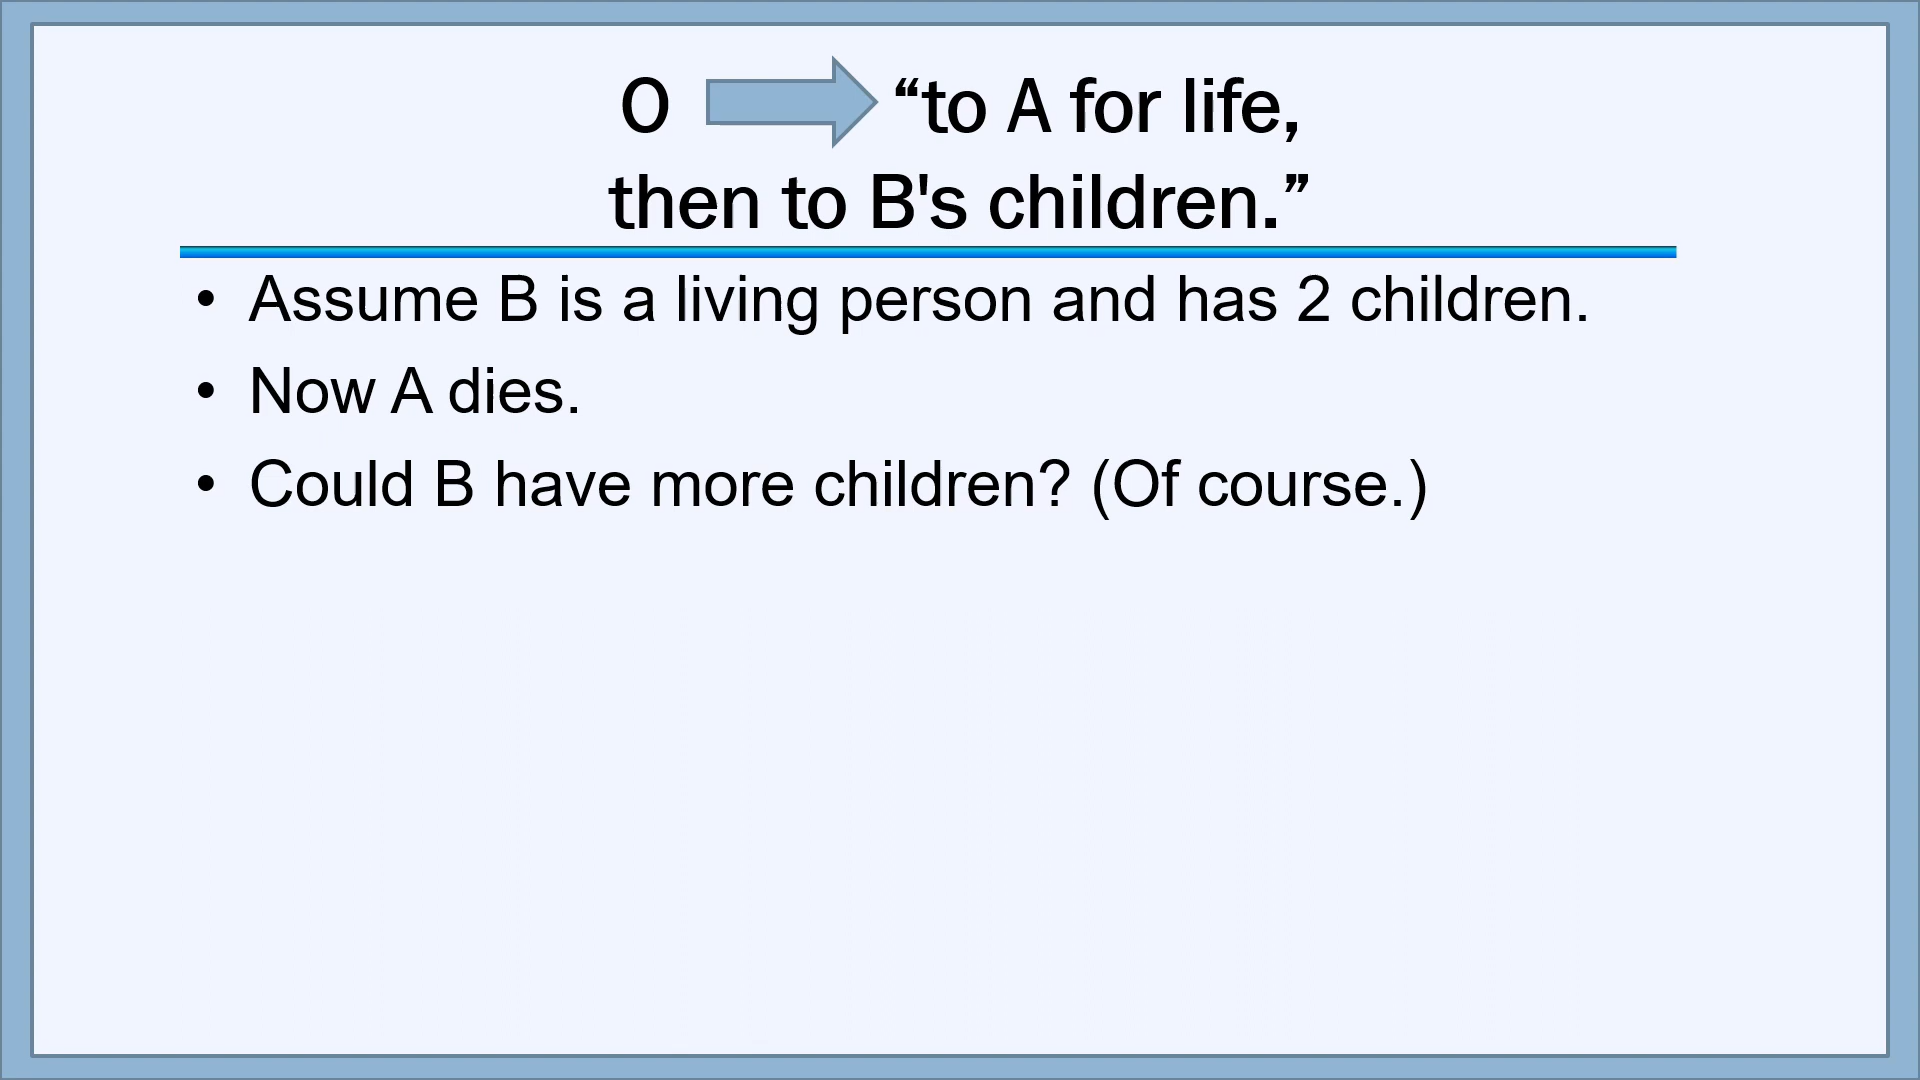 O “to A for life,
then to B's children.”
• Assume B is a living person and has 2 children.
• Now A dies.
• Could B have more children? (Of course.)